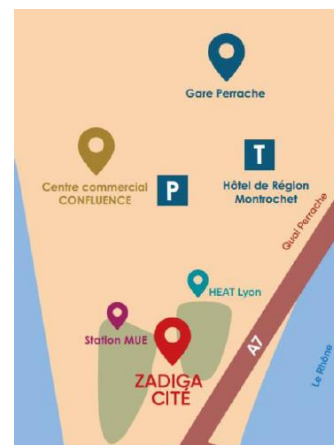 Gare Perrache
Centre commercial
CONFLUENCE
P
T
Hôtel de Région
Montrochet
Quai Perrache
HEAT Lyon
Station MUE
A7
Le Rhône
ZADIGA
CITÉ